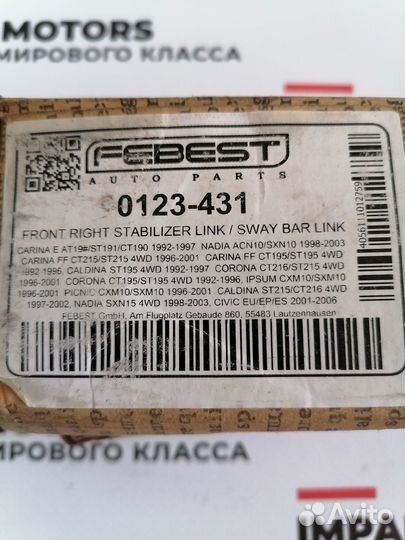 MOTORS
МИРОВОГО КЛАССА
FEBEST
AUTO PARTS
0123-431
FRONT RIGHT STABILIZER LINK / SWAY BAR LINK
CARINA E AT19#/ST191/CT190 1992-1997 NADIA ACN10/SXN10 1998-2003
CARINA FF CT215/ST215 4WD 1996-2001 CARINA FF CT195/ST195 4WD
1992-1996, CALDINA ST195 4WD 1992-1997 CORONA CT216/ST215 4WD
1996-2001 CORONA CT195/ST195 4WD 1992-1996, IPSUM CXM10/SXM10
1996-2001 PICNIC CXM10/SXM10 1996-2001 CALDINA ST215/CT216 4WD
1997-2002, NADIA SXN15 4WD 1998-2003, CIVIC EU/EP/ES 2001-2006
FEBEST GmbH, Am Flugplatz Gebaude 860, 55483 Lautzenhausen
4056111012759
IMPA
МИРОВОГО КЛАССА
IMPA
Avito